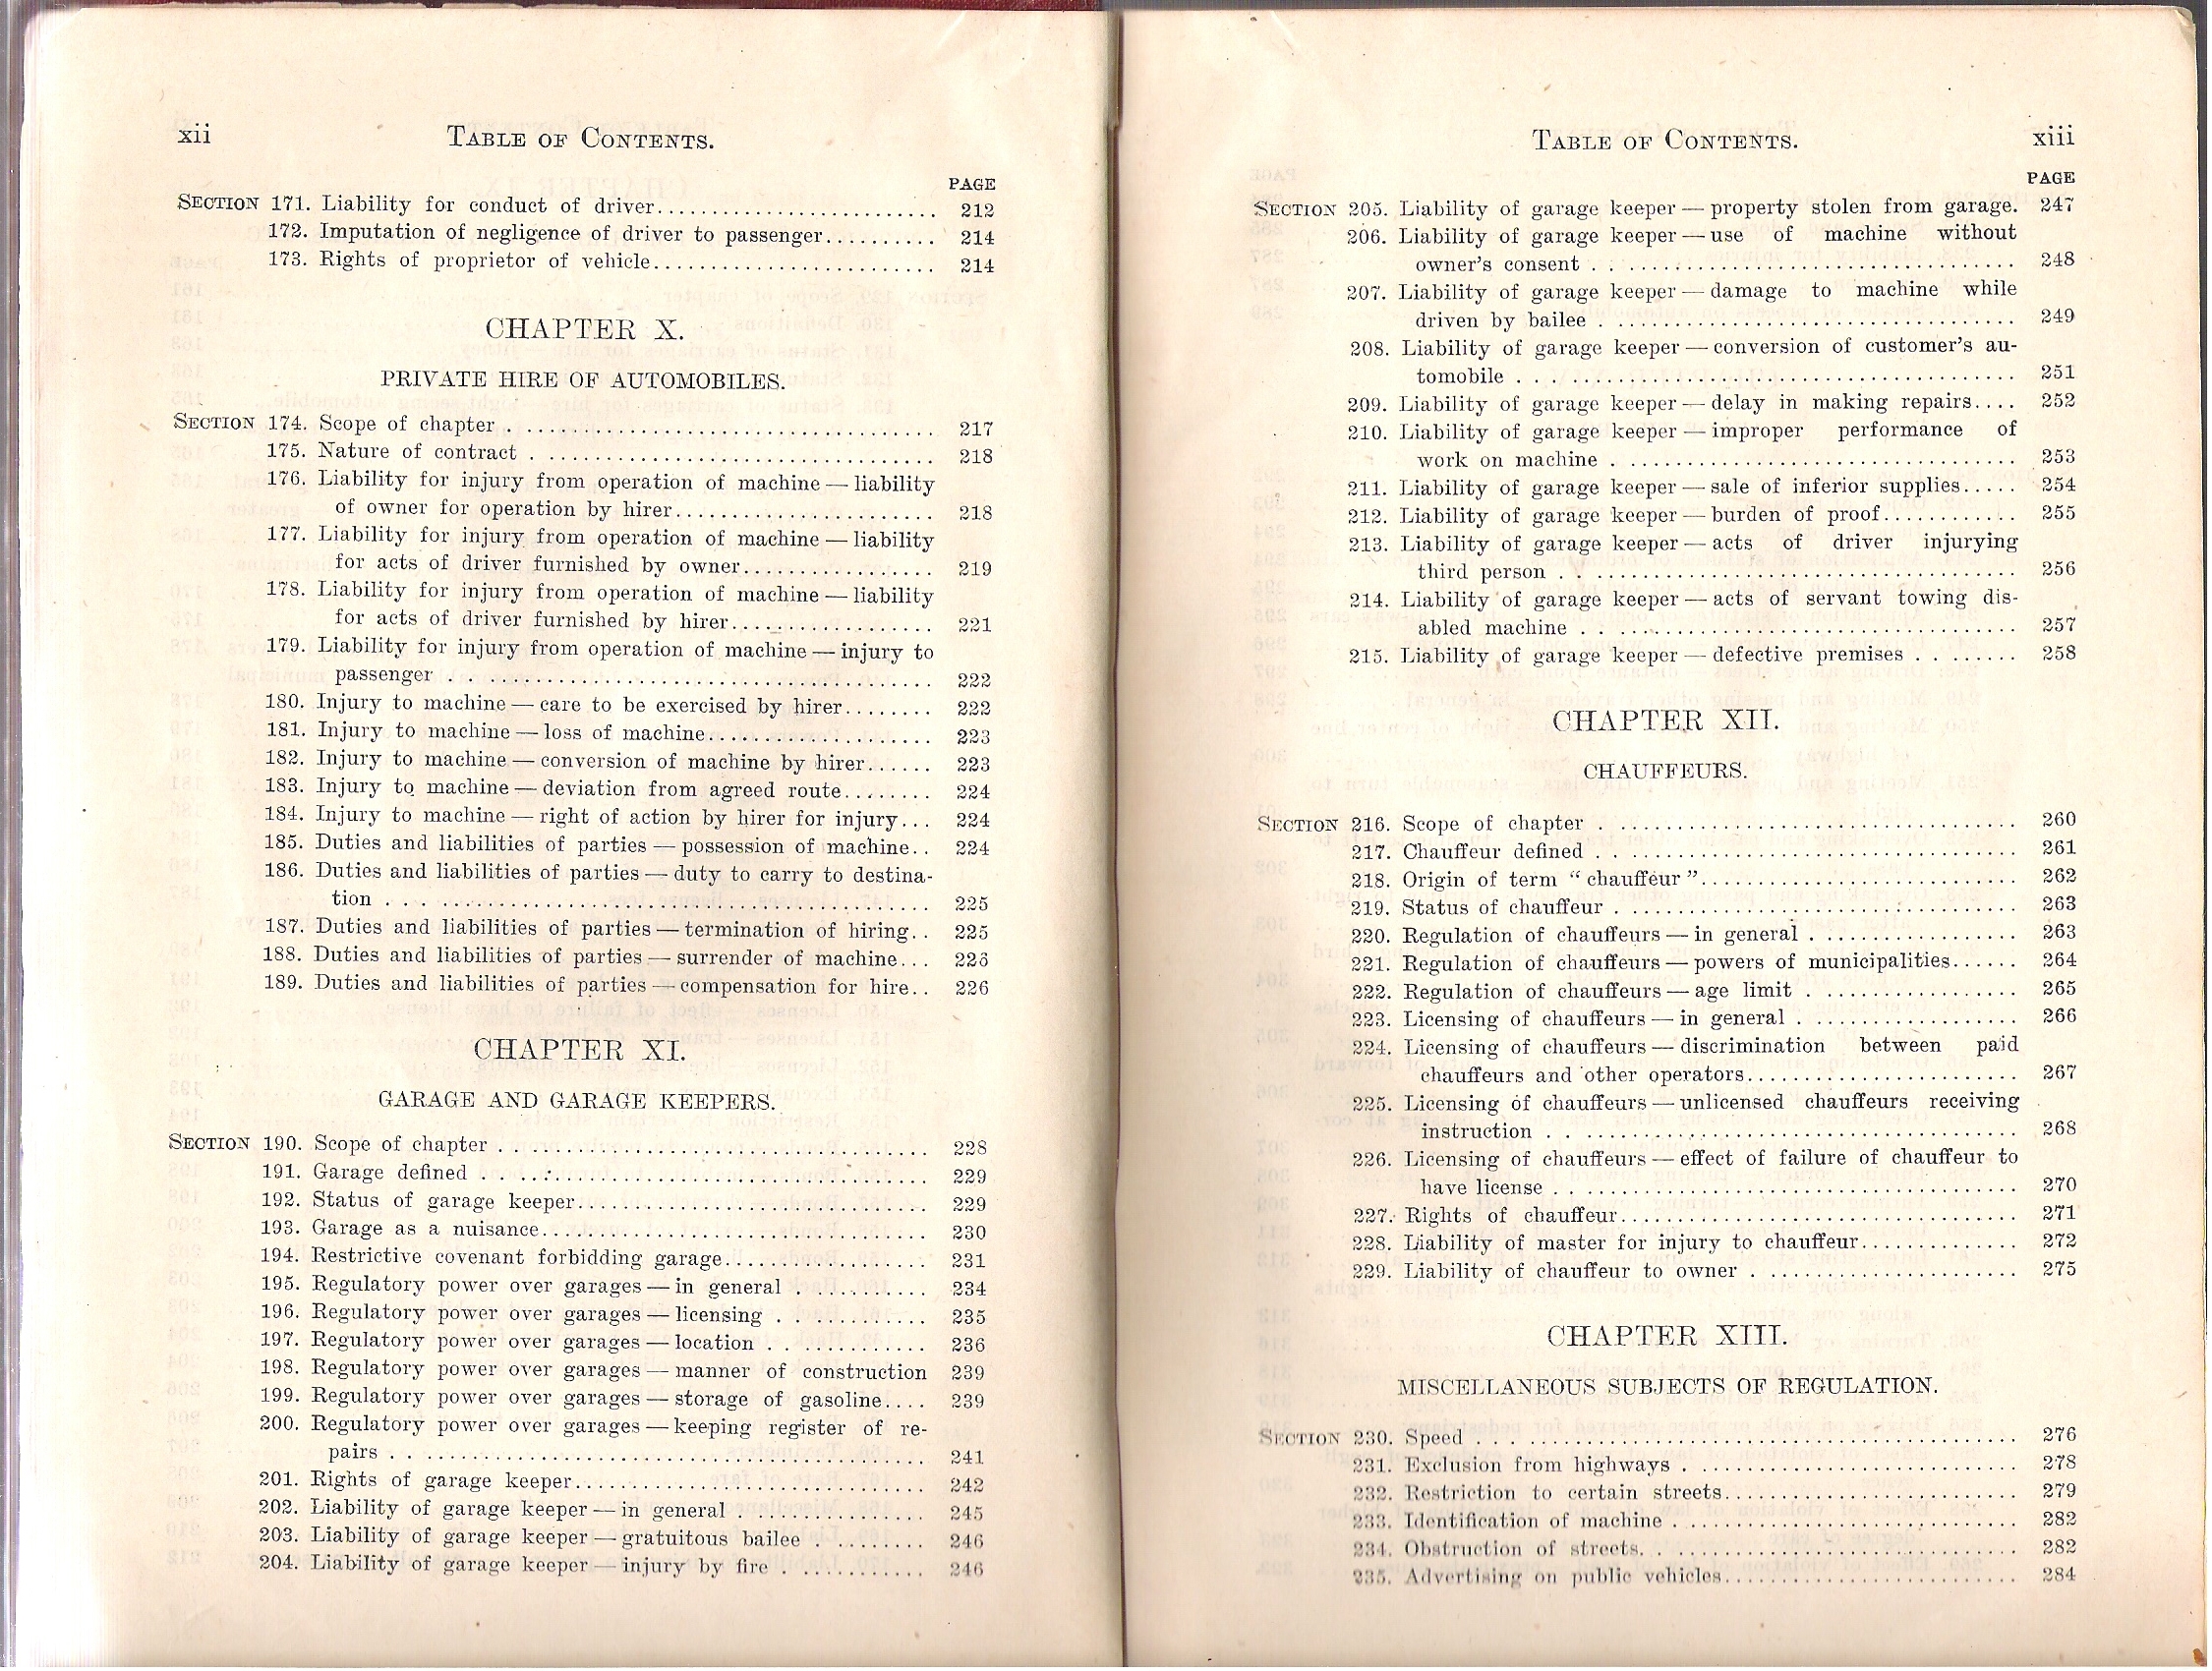 xii TABLE OF CONTENTS.
PAGE
SECTION 171. Liability for conduct of driver.......................... 212
172. Imputation of negligence of driver to passenger.......... 214
173. Rights of proprietor of vehicle.......................... 214
CHAPTER X.
PRIVATE HIRE OF AUTOMOBILES.
SECTION 174. Scope of chapter . ..................................... 217
175. Nature of contract . ................................... 218
176. Liability for injury from operation of machine — liability
of owner for operation by hirer....................... 218
177. Liability for injury from operation of machine — liability
for acts of driver furnished by owner................. 219
178. Liability for injury from operation of machine — liability
for acts of driver furnished by hirer.................. 221
179. Liability for injury from operation of machine — injury to
passenger . . ........................................ 222
180. Injury to machine — care to be exercised by hirer........ 222
181. Injury to machine — loss of machine.................... 223
182. Injury to machine — conversion of machine by hirer...... 223
183. Injury to machine — deviation from agreed route........ 224
184. Injury to machine — right of action by hirer for injury... 224
185. Duties and liabilities of parties — possession of machine.. 224
186. Duties and liabilities of parties — duty to carry to destina-
tion . . .............................................. 225
187. Duties and liabilities of parties — termination of hiring.. 225
188. Duties and liabilities of parties — surrender of machine... 226
189. Duties and liabilities of parties — compensation for hire.. 226
CHAPTER XI.
GARAGE AND GARAGE KEEPERS.
SECTION 190. Scope of chapter . . ................................... 228
191. Garage defined . . ..................................... 229
192. Status of garage keeper................................ 229
193. Garage as a nuisance................................... 230
194. Restrictive covenant forbidding garage.................. 231
195. Regulatory power over garages — in general . ........... 234
196. Regulatory power over garages — licensing . . .......... 235
197. Regulatory power over garages — location . . ........... 236
198. Regulatory power over garages — manner of construction 239
199. Regulatory power over garages — storage of gasoline.... 239
200. Regulatory power over garages — keeping register of re-
pairs . . ............................................. 241
201. Rights of garage keeper................................ 242
202. Liability of garage keeper — in general . ............... 245
203. Liability of garage keeper — gratuitous bailee . ........ 246
204. Liability of garage keeper — injury by fire . ........... 246
TABLE OF CONTENTS. xiii
PAGE
SECTION 205. Liability of garage keeper — property stolen from garage. 247
206. Liability of garage keeper — use of machine without
owner's consent . . ................................... 248
207. Liability of garage keeper — damage to machine while
driven by bailee . .................................... 249
208. Liability of garage keeper — conversion of customer's au-
tomobile . . .......................................... 251
209. Liability of garage keeper — delay in making repairs.... 252
210. Liability of garage keeper — improper performance of
work on machine . ................................... 253
211. Liability of garage keeper — sale of inferior supplies..... 254
212. Liability of garage keeper — burden of proof............ 255
213. Liability of garage keeper — acts of driver injurying
third person . . ...................................... 256
214. Liability of garage keeper — acts of servant towing dis-
abled machine . . .................................... 257
215. Liability of garage keeper — defective premises . . ...... 258
CHAPTER XII.
CHAUFFEURS.
SECTION 216. Scope of chapter . .................................... 260
217. Chauffeur defined . . .................................. 261
218. Origin of term “ chauffeur ”............................ 262
219. Status of chauffeur . ................................... 263
220. Regulation of chauffeurs — in general . ................. 263
221. Regulation of chauffeurs — powers of municipalities...... 264
222. Regulation of chauffeurs — age limit . ................. 265
223. Licensing of chauffeurs — in general . .................. 266
224. Licensing of chauffeurs — discrimination between paid
chauffeurs and other operators........................ 267
225. Licensing of chauffeurs — unlicensed chauffeurs receiving
instruction . . ....................................... 268
226. Licensing of chauffeurs — effect of failure of chauffeur to
have license . . ...................................... 270
227. Rights of chauffeur.................................... 271
228. Liability of master for injury to chauffeur.............. 272
229. Liability of chauffeur to owner . ....................... 275
CHAPTER XIII.
MISCELLANEOUS SUBJECTS OF REGULATION.
SECTION 230. Speed . . . ........................................... 276
231. Exclusion from highways . ............................. 278
232. Restriction to certain streets........................... 279
233. Identification of machine . ............................. 282
234. Obstruction of streets. . ............................... 282
235. Advertising on public vehicles.......................... 284